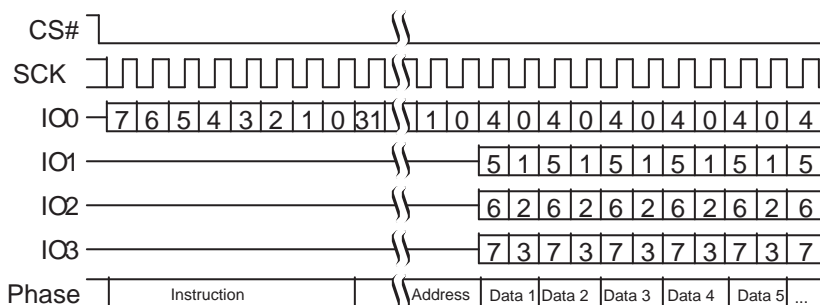 CS#
SCK
IO0 7 6 5 4 3 2 1 0 31 1 0 4 0 4 0 4 0 4 0 4 0 4
IO1 5 1 5 1 5 1 5 1 5 1 5
IO2 6 2 6 2 6 2 6 2 6 2 6
IO3 7 3 7 3 7 3 7 3 7 3 7
Phase Instruction Address Data 1 Data 2 Data 3 Data 4 Data 5 ...